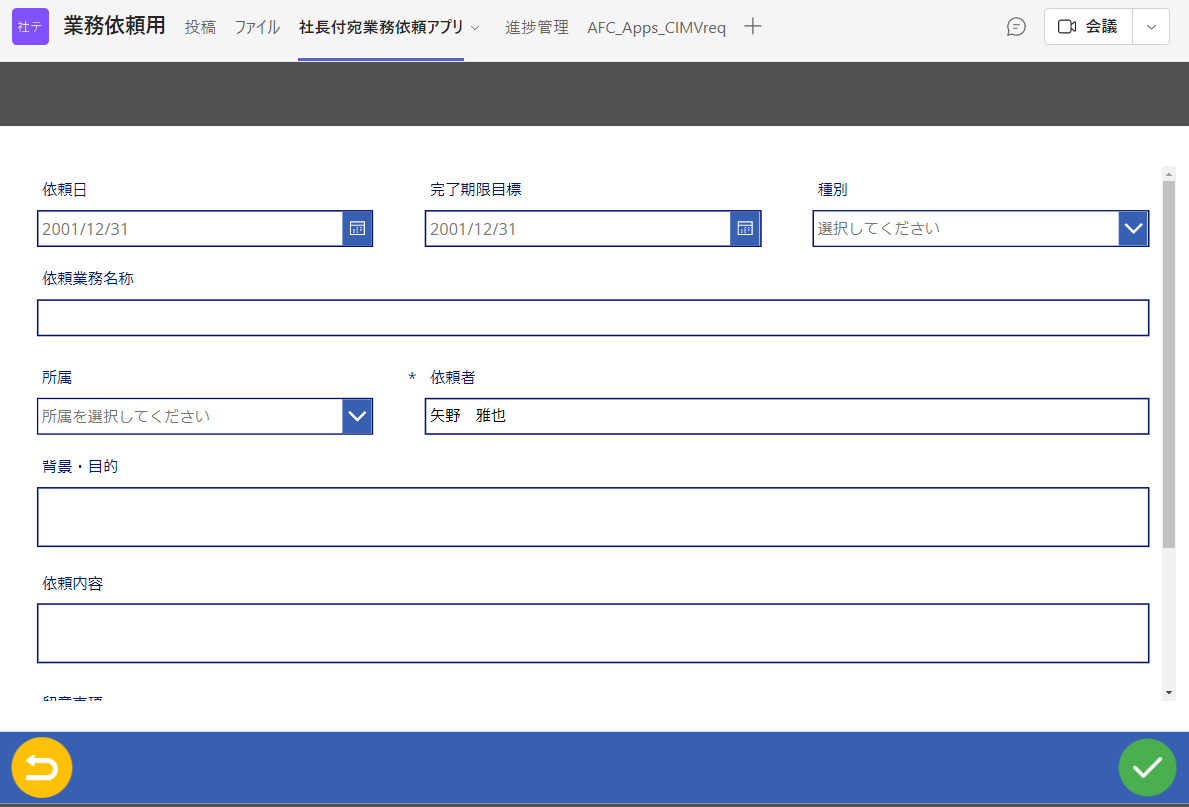 社テ 業務依頼用 投稿 ファイル 社長付宛業務依頼アプリ 進捗管理 AFC_Apps_CIMVreq 会議
依頼日 完了期限目標 種別
2001/12/31 2001/12/31 選択してください
依頼業務名称
所属 * 依頼者
所属を選択してください 矢野　雅也
背景・目的
依頼内容
留意事項